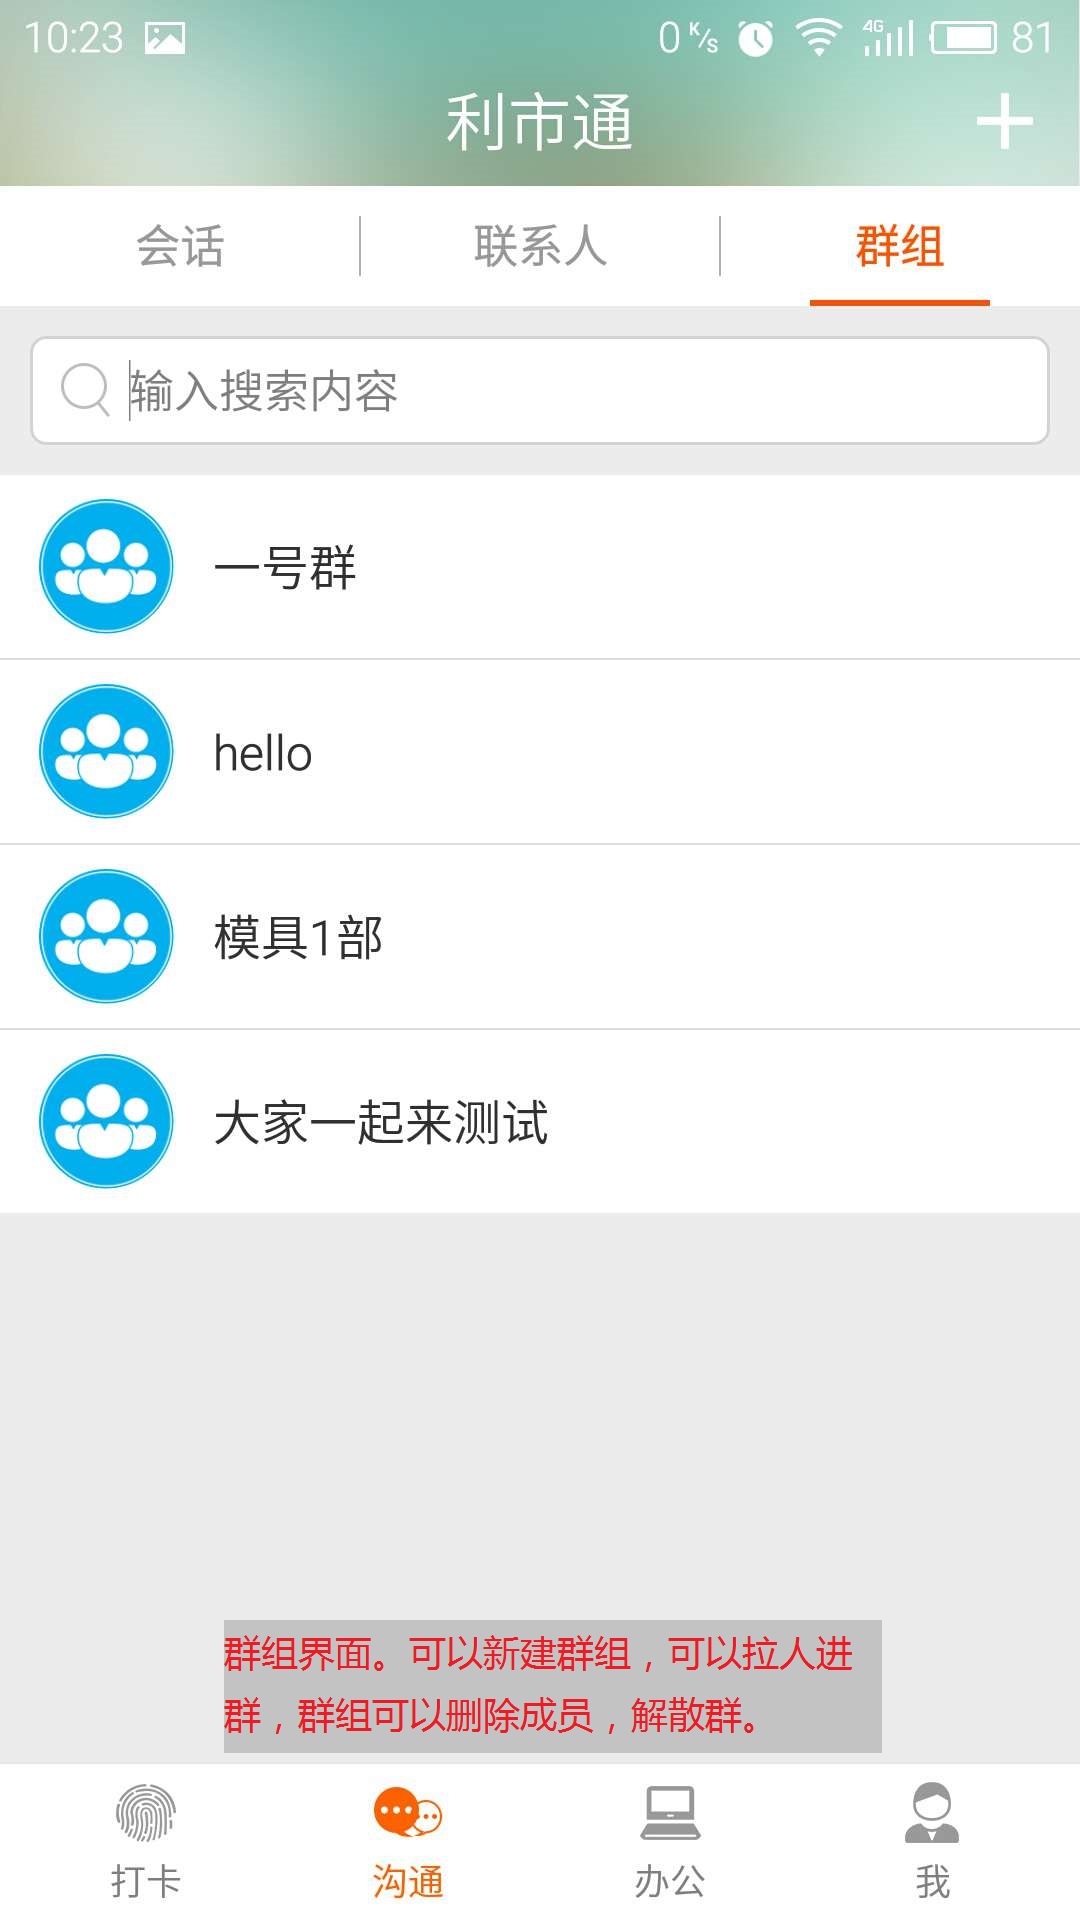 10:23 0 K/s 4G 81
利市通
会话 联系人 群组
输入搜索内容
一号群
hello
模具1部
大家一起来测试
群组界面。可以新建群组，可以拉人进
群，群组可以删除成员，解散群。
打卡 沟通 办公 我